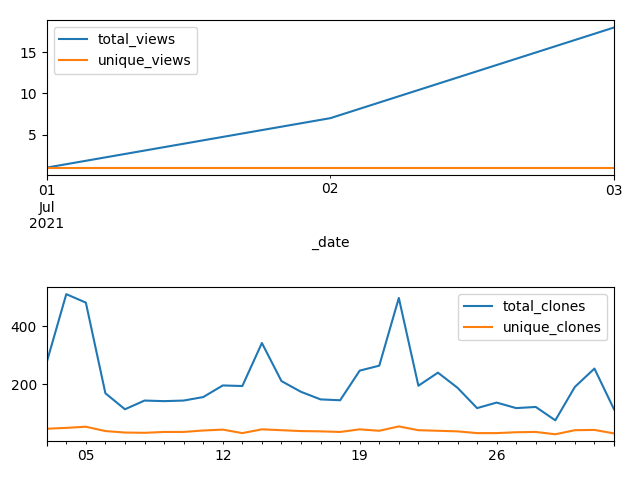 total_views
unique_views
15
10
5
01
02
03
Jul
2021
_date
total_clones
unique_clones
400
200
05
12
19
26